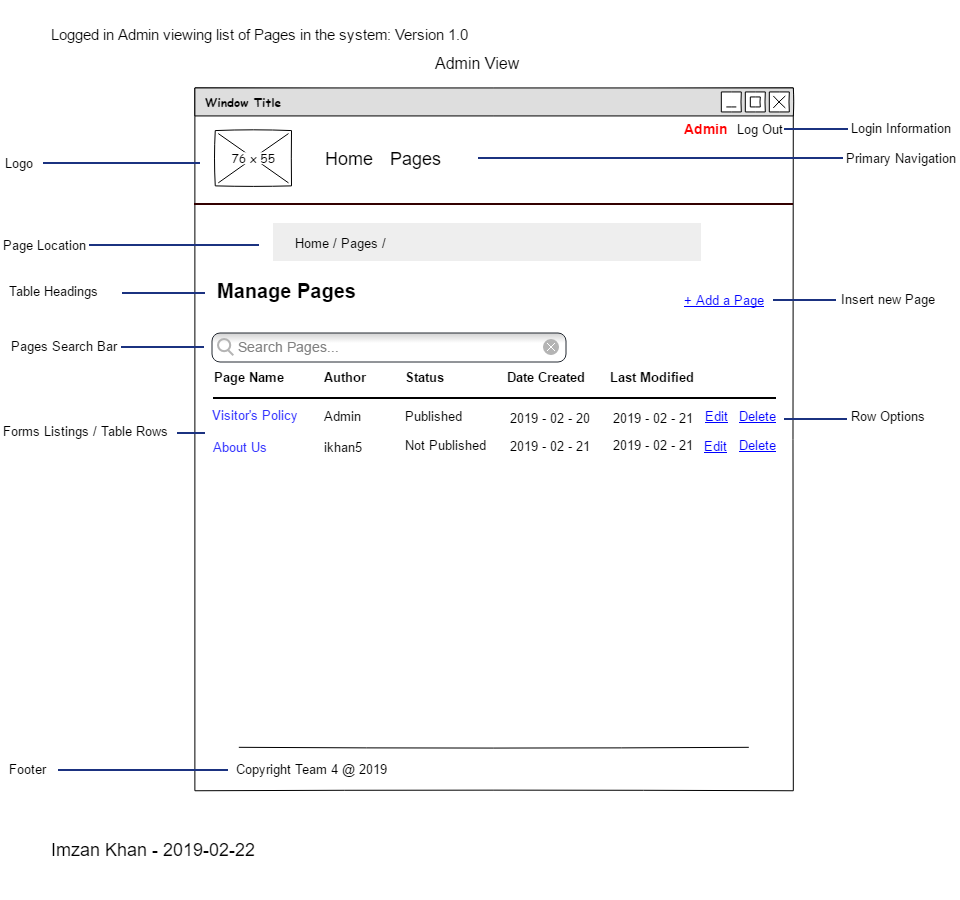 Logged in Admin viewing list of Pages in the system: Version 1.0
Admin View
Window Title
Admin Log Out Login Information
Logo 76 x 55 Home Pages Primary Navigation
Page Location Home / Pages /
Table Headings Manage Pages
+ Add a Page Insert new Page
Pages Search Bar Search Pages...
Page Name Author Status Date Created Last Modified
Visitor's Policy Admin Published 2019 - 02 - 20 2019 - 02 - 21 Edit Delete Row Options
Forms Listings / Table Rows
About Us ikhan5 Not Published 2019 - 02 - 21 2019 - 02 - 21 Edit Delete
Footer Copyright Team 4 @ 2019
Imzan Khan - 2019-02-22